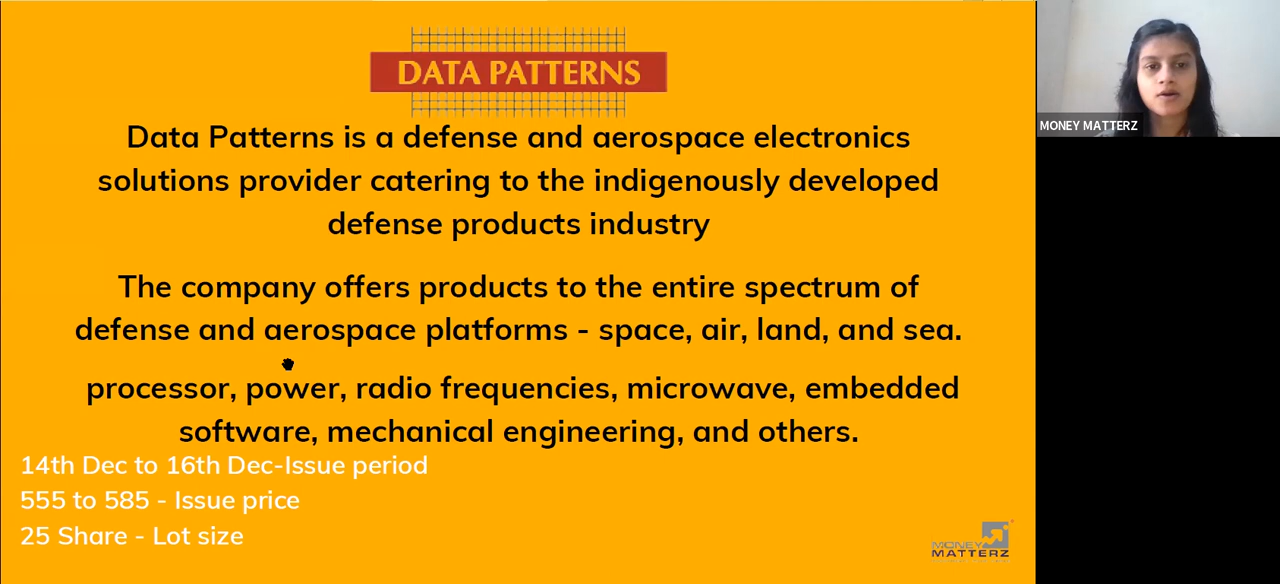 DATA PATTERNS
Data Patterns is a defense and aerospace electronics
solutions provider catering to the indigenously developed
defense products industry
The company offers products to the entire spectrum of
defense and aerospace platforms - space, air, land, and sea.
processor, power, radio frequencies, microwave, embedded
software, mechanical engineering, and others.
14th Dec to 16th Dec-Issue period
555 to 585 - Issue price
25 Share - Lot size
MONEY
MATTERZ
MONEY MATTERZ